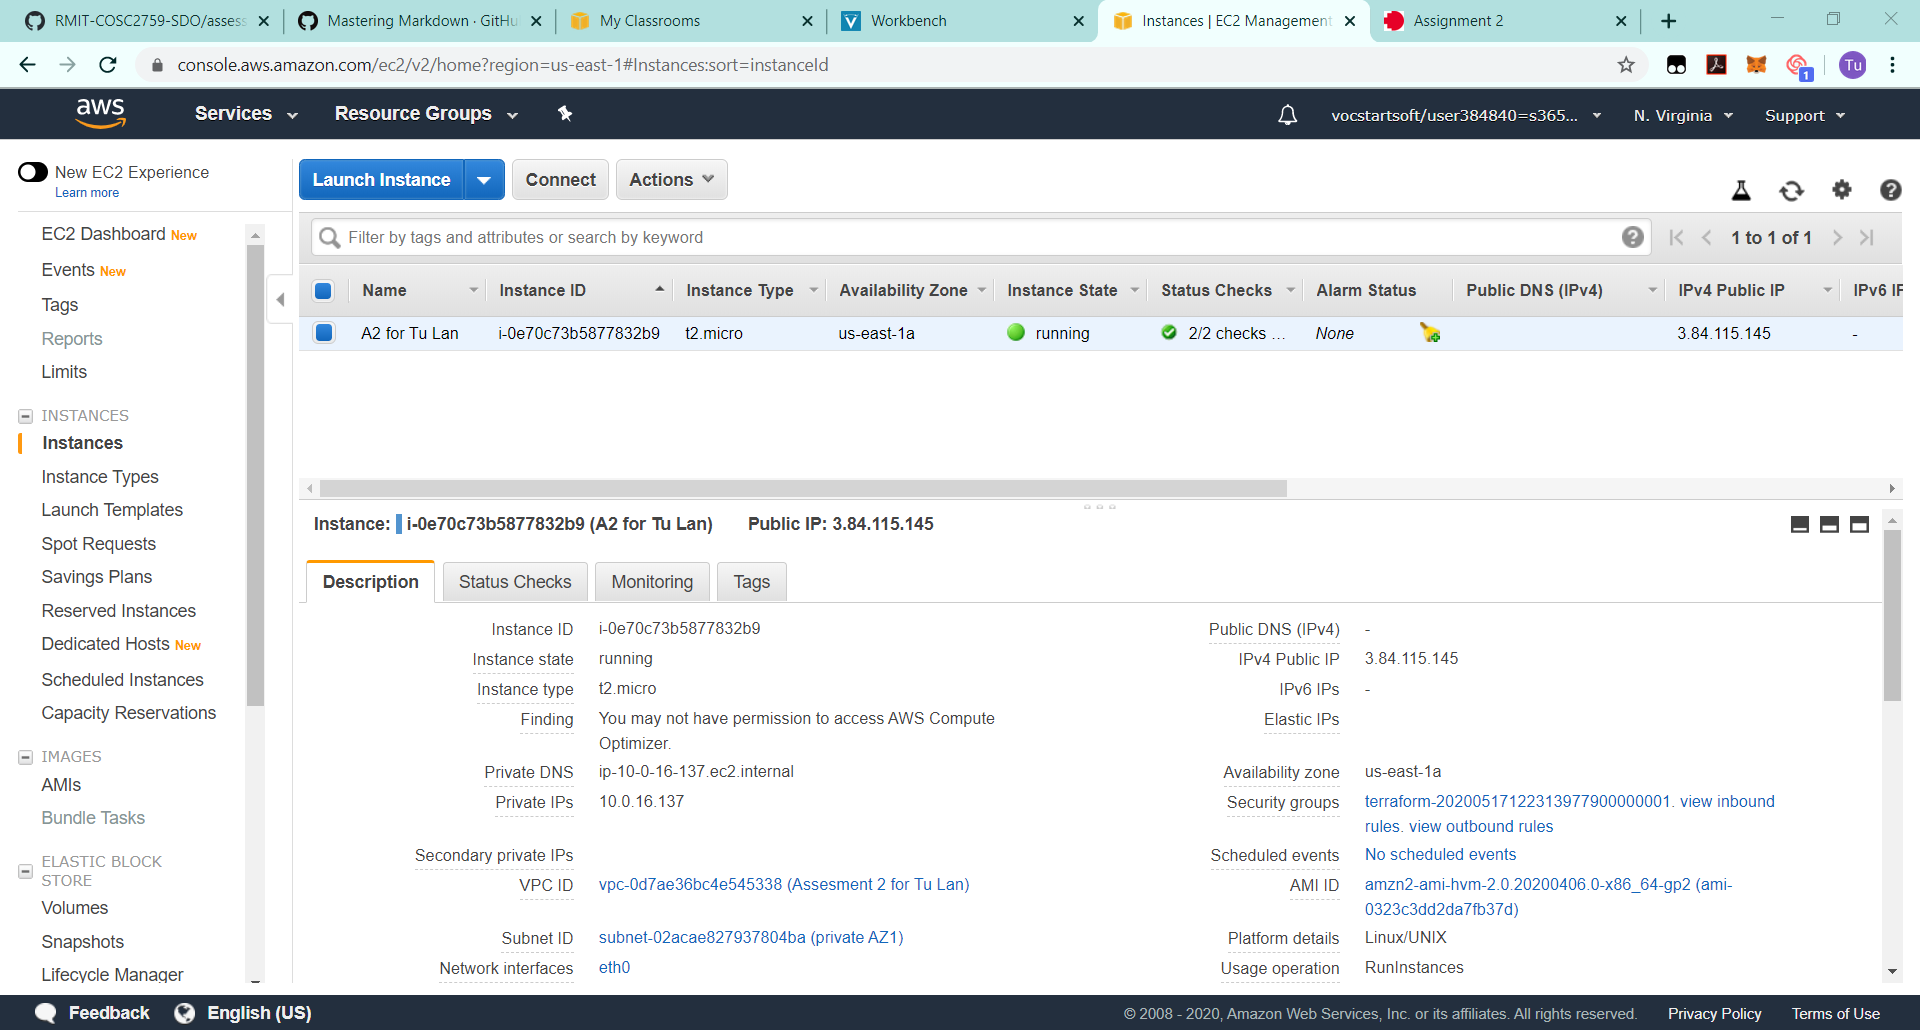 RMIT-COSC2759-SDO/assess
Mastering Markdown · GitHu
My Classrooms
Workbench
Instances | EC2 Management
Assignment 2
console.aws.amazon.com/ec2/v2/home?region=us-east-1#Instances:sort=instanceId
1
Tu
aws
Services
Resource Groups
vocstartsoft/user384840=s365...
N. Virginia
Support
New EC2 Experience
Learn more
EC2 Dashboard New
Events New
Tags
Reports
Limits
INSTANCES
Instances
Instance Types
Launch Templates
Spot Requests
Savings Plans
Reserved Instances
Dedicated Hosts New
Scheduled Instances
Capacity Reservations
IMAGES
AMIs
Bundle Tasks
ELASTIC BLOCK
STORE
Volumes
Snapshots
Lifecycle Manager
Launch Instance
Connect
Actions
Filter by tags and attributes or search by keyword
1 to 1 of 1
Name Instance ID Instance Type Availability Zone Instance State Status Checks Alarm Status Public DNS (IPv4) IPv4 Public IP IPv6 IP
A2 for Tu Lan i-0e70c73b5877832b9 t2.micro us-east-1a running 2/2 checks ... None 3.84.115.145 -
Instance: i-0e70c73b5877832b9 (A2 for Tu Lan) Public IP: 3.84.115.145
Description
Status Checks
Monitoring
Tags
Instance ID i-0e70c73b5877832b9
Instance state running
Instance type t2.micro
Finding You may not have permission to access AWS Compute
Optimizer.
Private DNS ip-10-0-16-137.ec2.internal
Private IPs 10.0.16.137
Secondary private IPs
VPC ID vpc-0d7ae36bc4e545338 (Assesment 2 for Tu Lan)
Subnet ID subnet-02acae827937804ba (private AZ1)
Network interfaces eth0
Public DNS (IPv4) -
IPv4 Public IP 3.84.115.145
IPv6 IPs -
Elastic IPs
Availability zone us-east-1a
Security groups terraform-20200517122313977900000001. view inbound
rules. view outbound rules
Scheduled events No scheduled events
AMI ID amzn2-ami-hvm-2.0.20200406.0-x86_64-gp2 (ami-
0323c3dd2da7fb37d)
Platform details Linux/UNIX
Usage operation RunInstances
Feedback
English (US)
© 2008 - 2020, Amazon Web Services, Inc. or its affiliates. All rights reserved.
Privacy Policy
Terms of Use